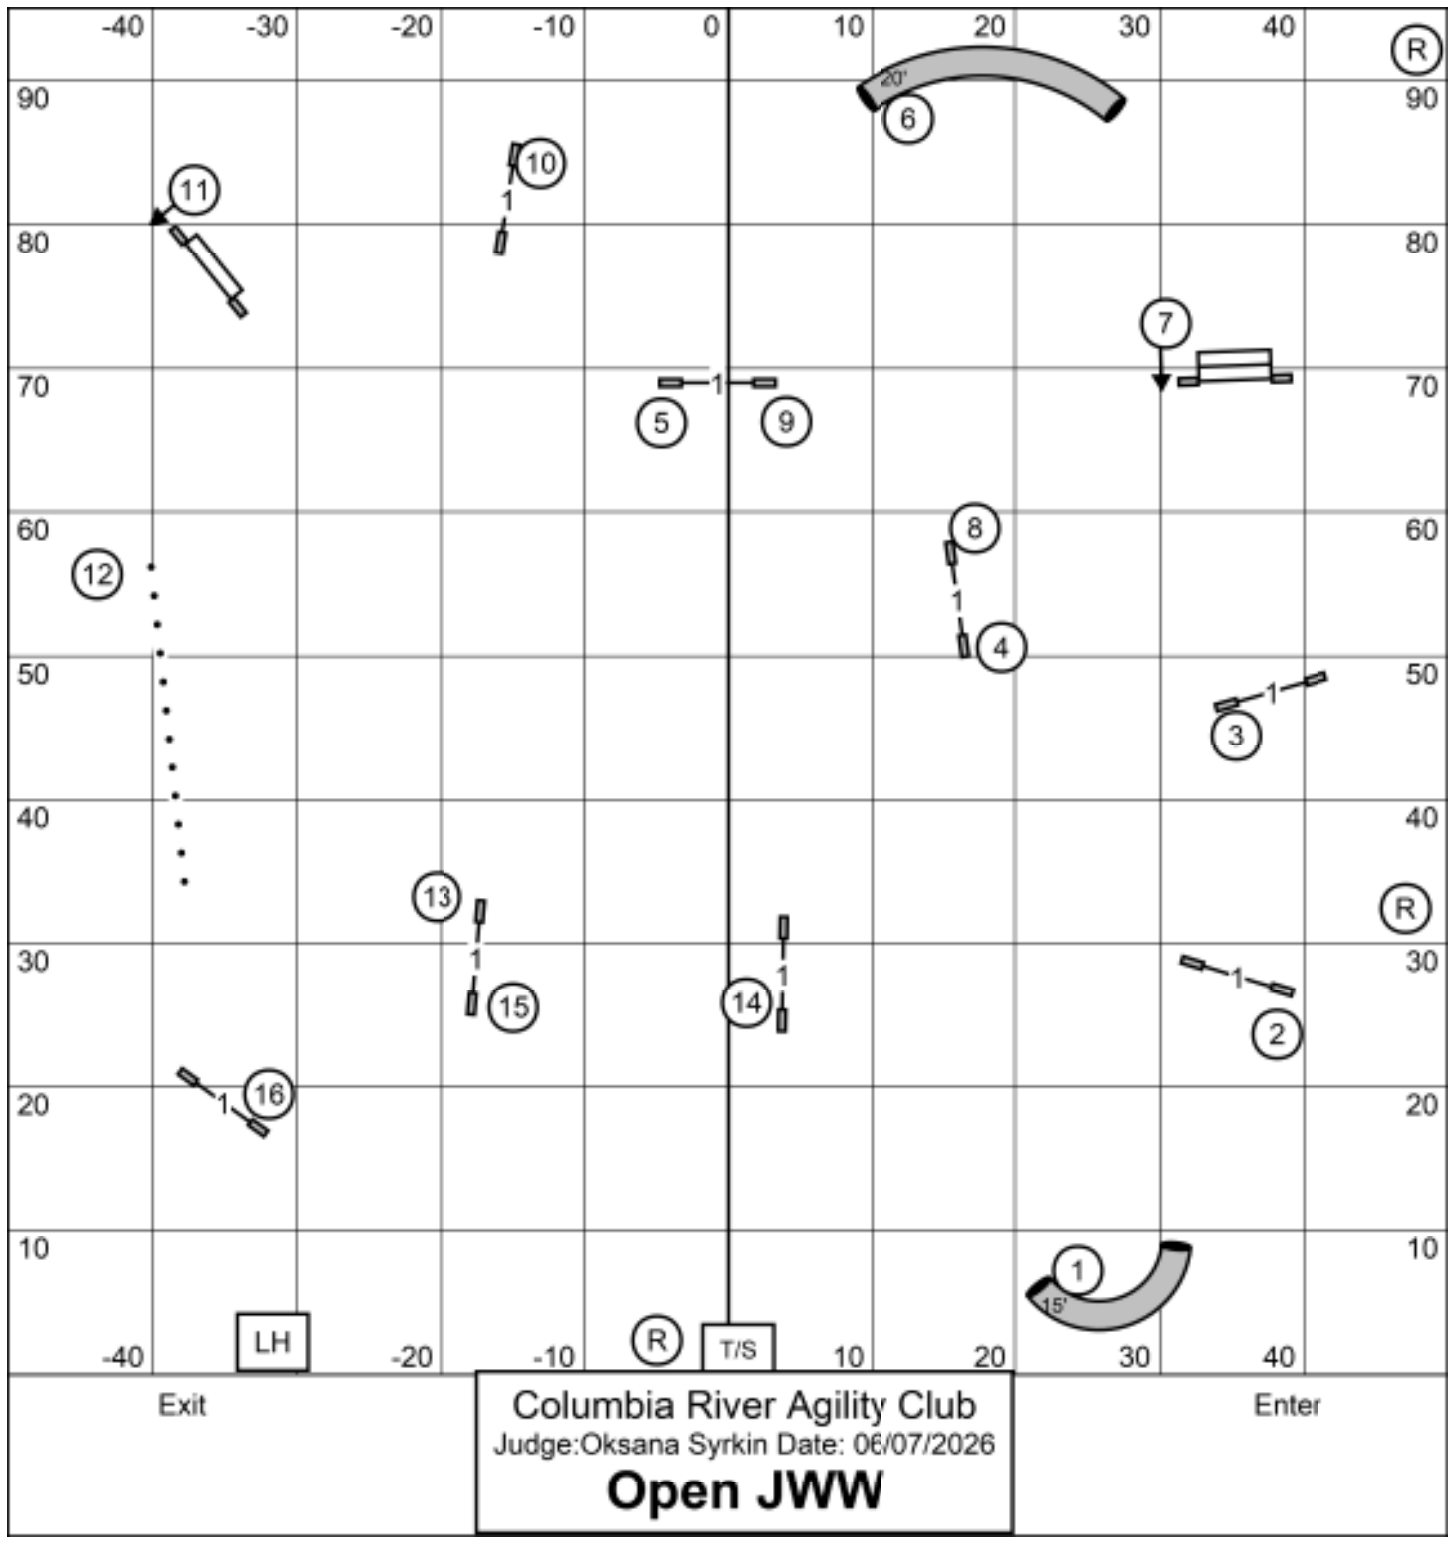 -40 -30 -20 -10 0 10 20 30 40 R
90 20' 6 90
10
11
80 80
7
70 1 70
5 9
60 8 60
12
1
4
50 50
1
3
40 40
13 R
30 1 1 1 30
15 14 2
20 1 16 20
10 1 10
15'
LH R T/S
-40 -20 -10 10 20 30 40
Exit Enter
Columbia River Agility Club
Judge:Oksana Syrkin Date: 06/07/2026
Open JWW